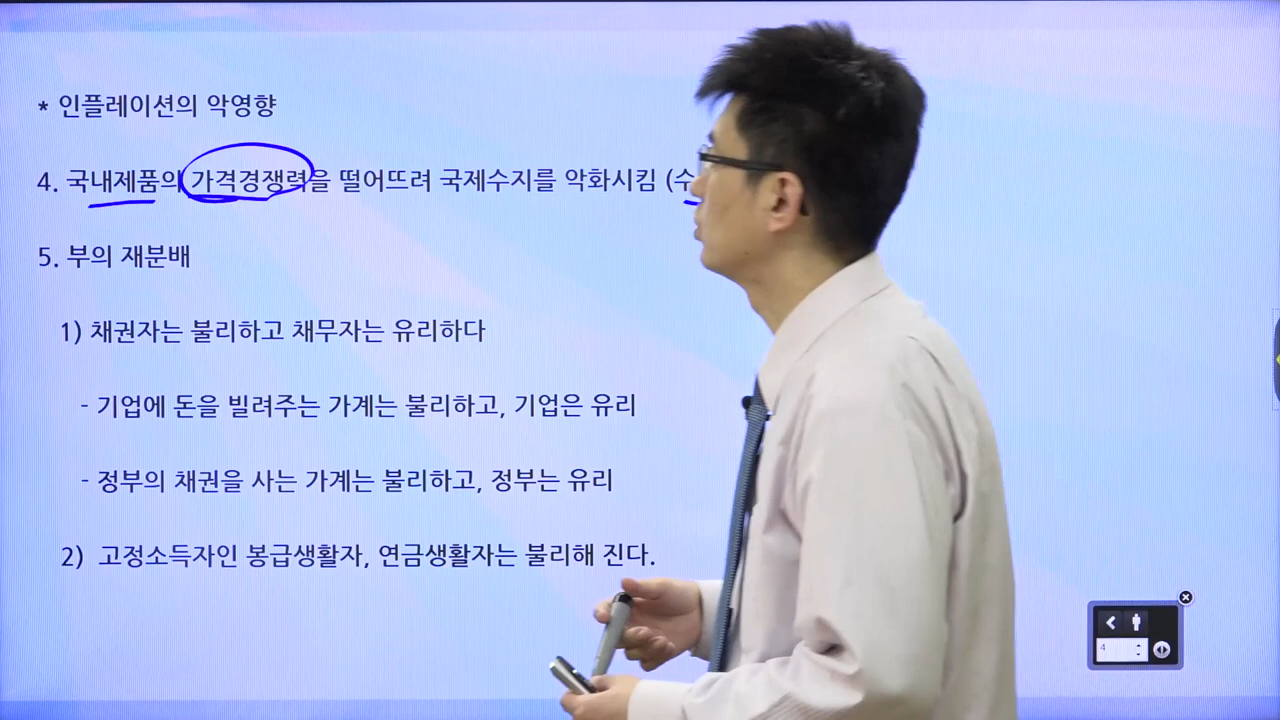 * 인플레이션의 악영향
4. 국내제품의 가격경쟁력을 떨어뜨려 국제수지를 악화시킴 (수
5. 부의 재분배
1) 채권자는 불리하고 채무자는 유리하다
- 기업에 돈을 빌려주는 가계는 불리하고, 기업은 유리
- 정부의 채권을 사는 가계는 불리하고, 정부는 유리
2) 고정소득자인 봉급생활자, 연금생활자는 불리해 진다.
4